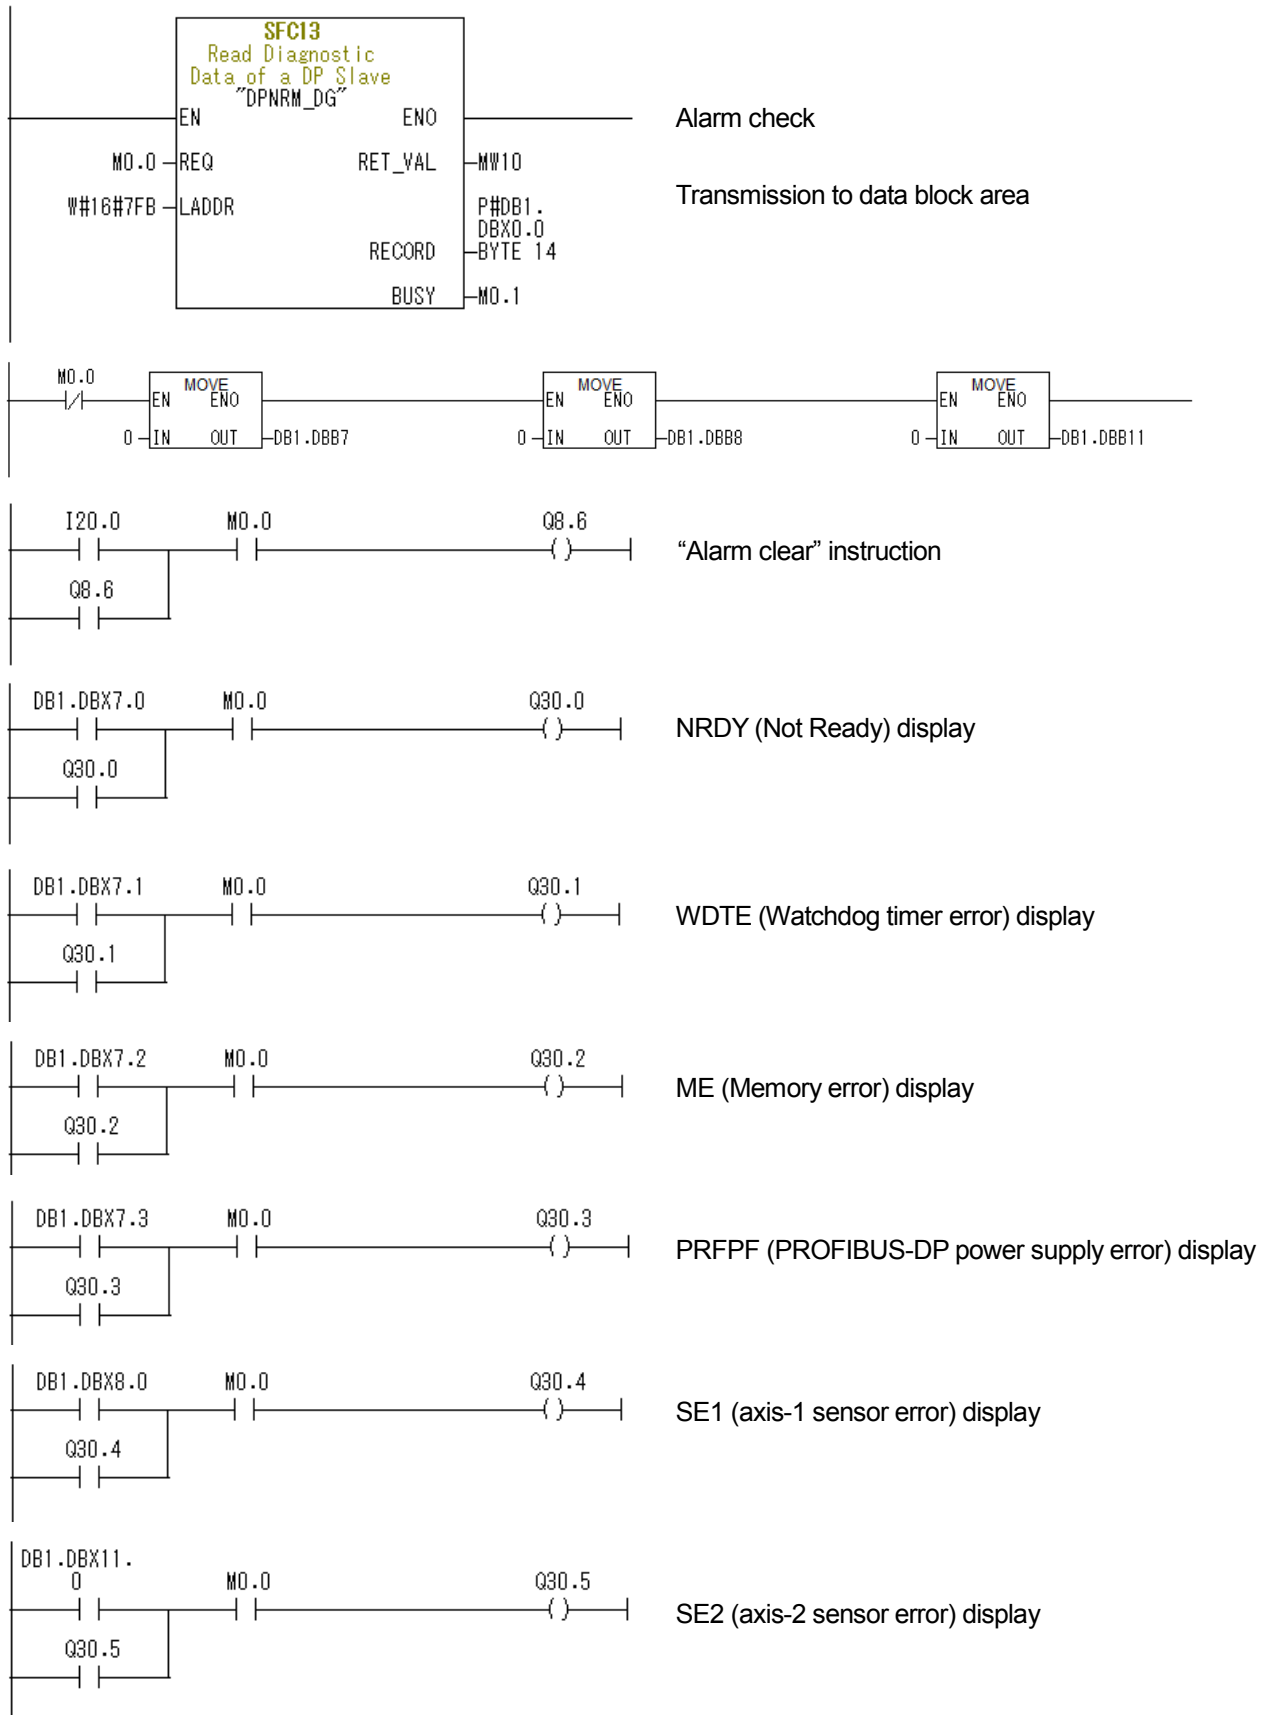 SFC13
Read Diagnostic
Data of a DP Slave
"DPNRM_DG"
EN ENO
Alarm check
M0.0 REQ RET_VAL MW10
Transmission to data block area
W#16#7FB LADDR P#DB1.
DBX0.0
RECORD BYTE 14
BUSY M0.1
M0.0
MOVE MOVE MOVE
EN ENO EN ENO EN ENO
0 IN OUT DB1.DBB7 0 IN OUT DB1.DBB8 0 IN OUT DB1.DBB11
I20.0 M0.0 Q8.6
“Alarm clear” instruction
Q8.6
DB1.DBX7.0 M0.0 Q30.0
NRDY (Not Ready) display
Q30.0
DB1.DBX7.1 M0.0 Q30.1
WDTE (Watchdog timer error) display
Q30.1
DB1.DBX7.2 M0.0 Q30.2
ME (Memory error) display
Q30.2
DB1.DBX7.3 M0.0 Q30.3
PRFPF (PROFIBUS-DP power supply error) display
Q30.3
DB1.DBX8.0 M0.0 Q30.4
SE1 (axis-1 sensor error) display
Q30.4
DB1.DBX11.
0 M0.0 Q30.5
SE2 (axis-2 sensor error) display
Q30.5